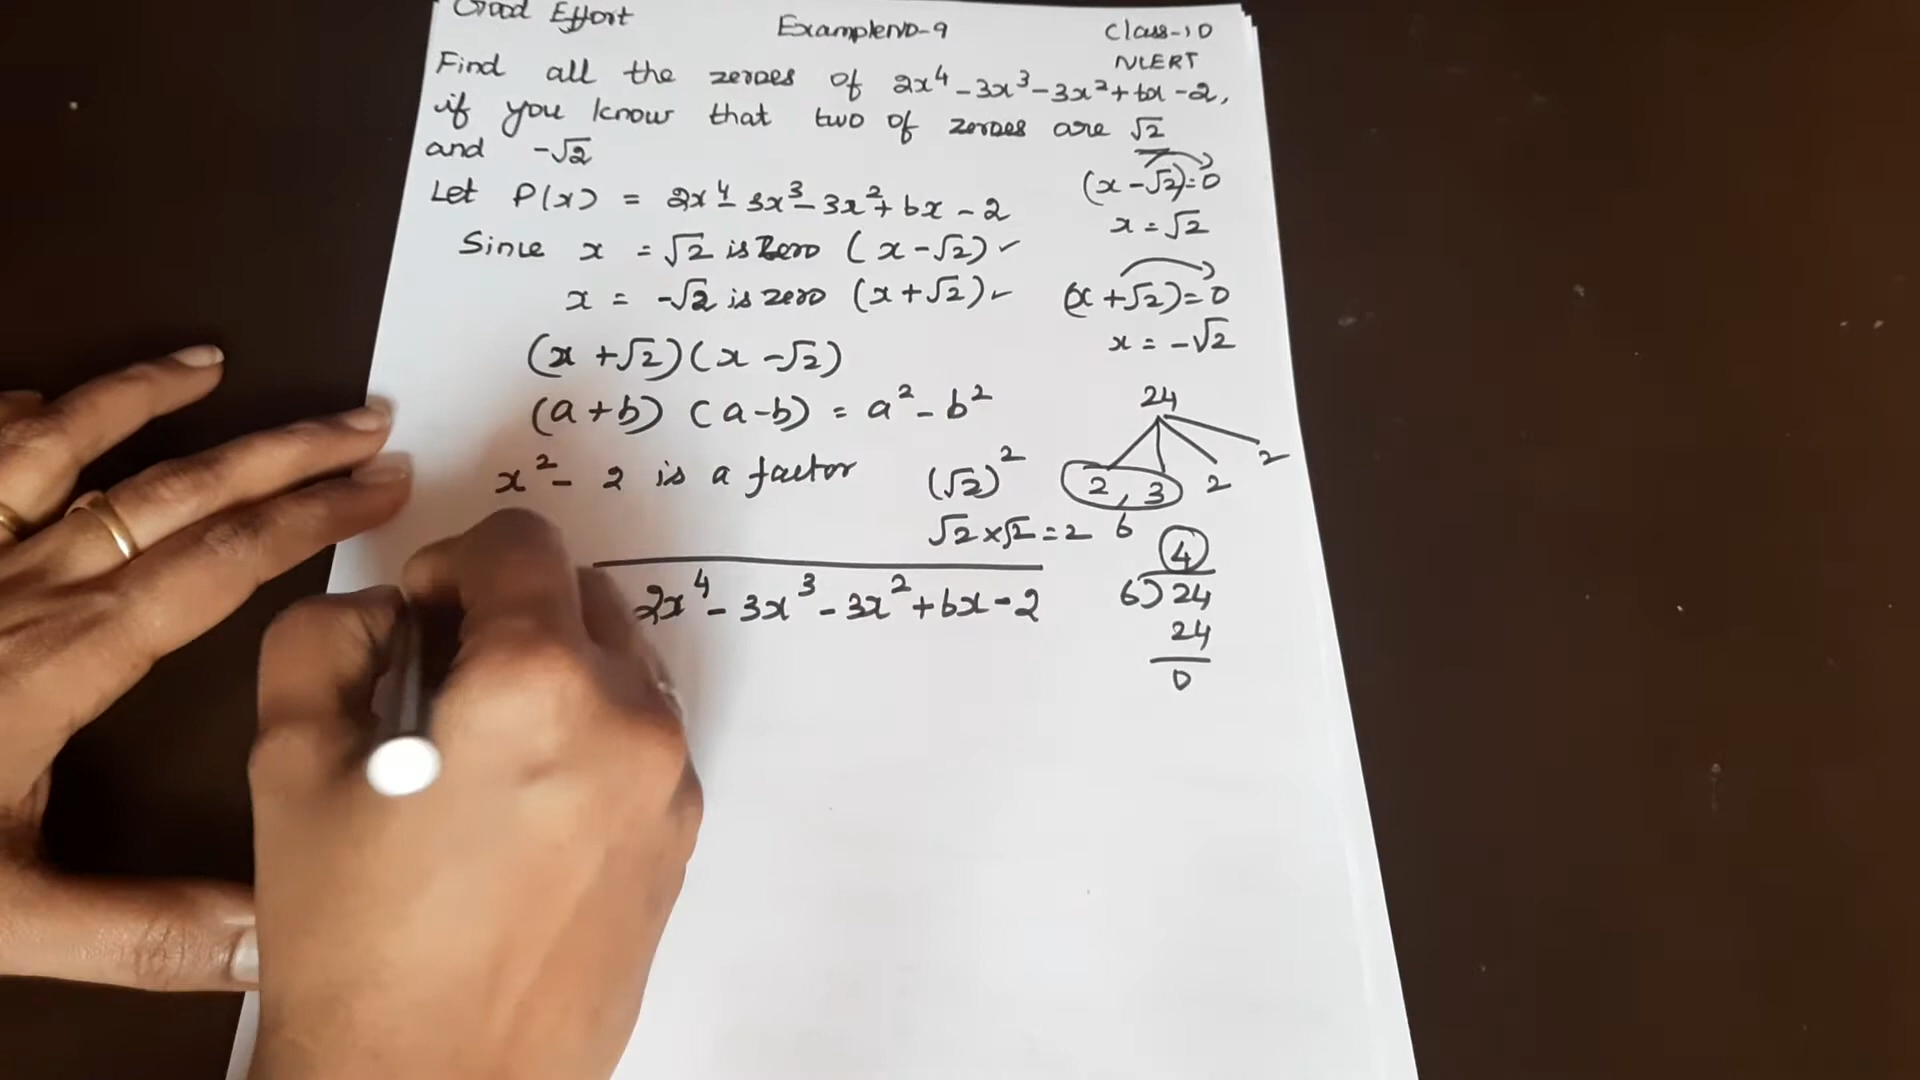 Good Effort
Example no-9
Class-10
NCERT
Find all the zeroes of 2x⁴-3x³-3x²+6x-2,
if you know that two of zeroes are √2
and -√2
Let P(x) = 2x⁴-3x³-3x²+6x-2
Since x = √2 is zero (x-√2) ✓
x = -√2 is zero (x+√2) ✓
(x+√2)(x-√2)
(a+b) (a-b) = a²-b²
x²-2 is a factor
(√2)²
√2×√2=2
2x⁴-3x³-3x²+6x-2
(x-√2)=0
x=√2
(x+√2)=0
x=-√2
24
2, 3 2 2
6
4
6)24
24
0